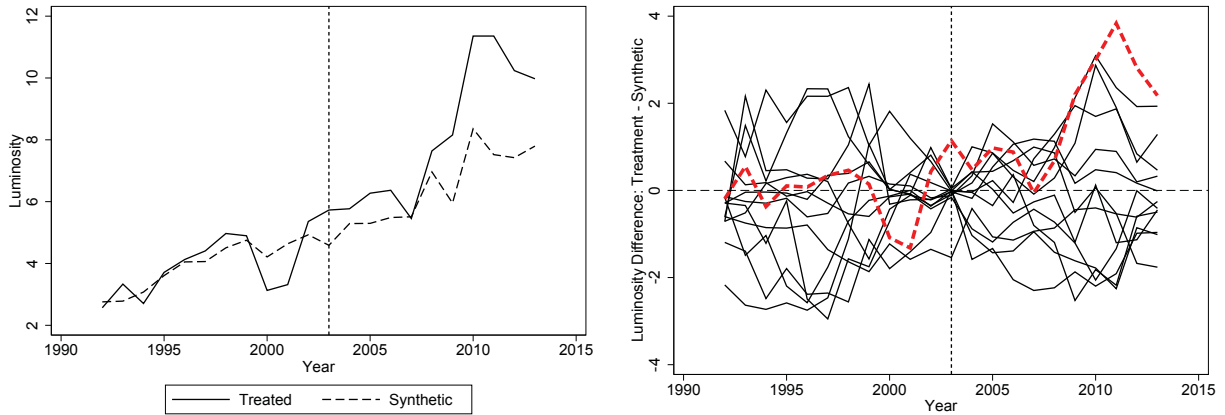 Luminosity
12
10
8
6
4
2
1990 1995 2000 2005 2010 2015
Year
Treated Synthetic
Luminosity Difference: Treatment - Synthetic
4
2
0
-2
-4
1990 1995 2000 2005 2010 2015
Year